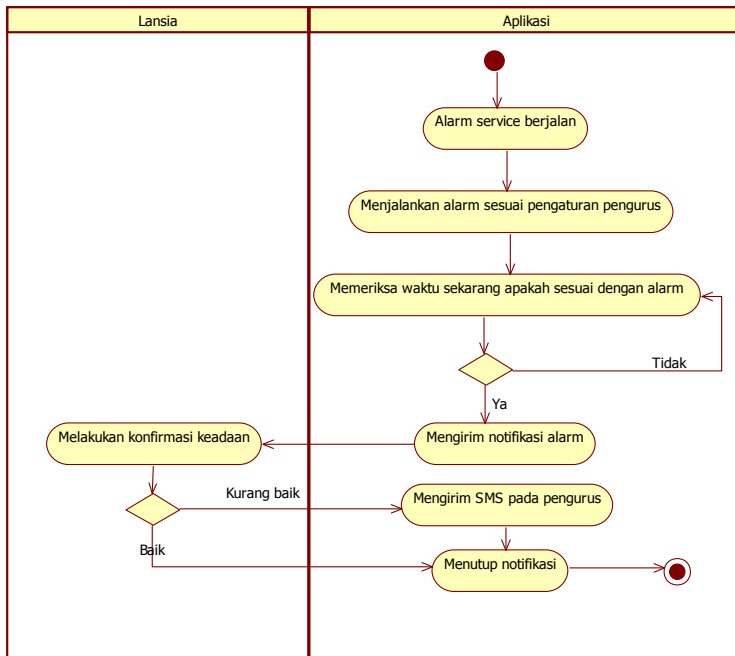 Lansia
Aplikasi
Alarm service berjalan
Menjalankan alarm sesuai pengaturan pengurus
Memeriksa waktu sekarang apakah sesuai dengan alarm
Tidak
Ya
Melakukan konfirmasi keadaan
Mengirim notifikasi alarm
Kurang baik
Mengirim SMS pada pengurus
Baik
Menutup notifikasi